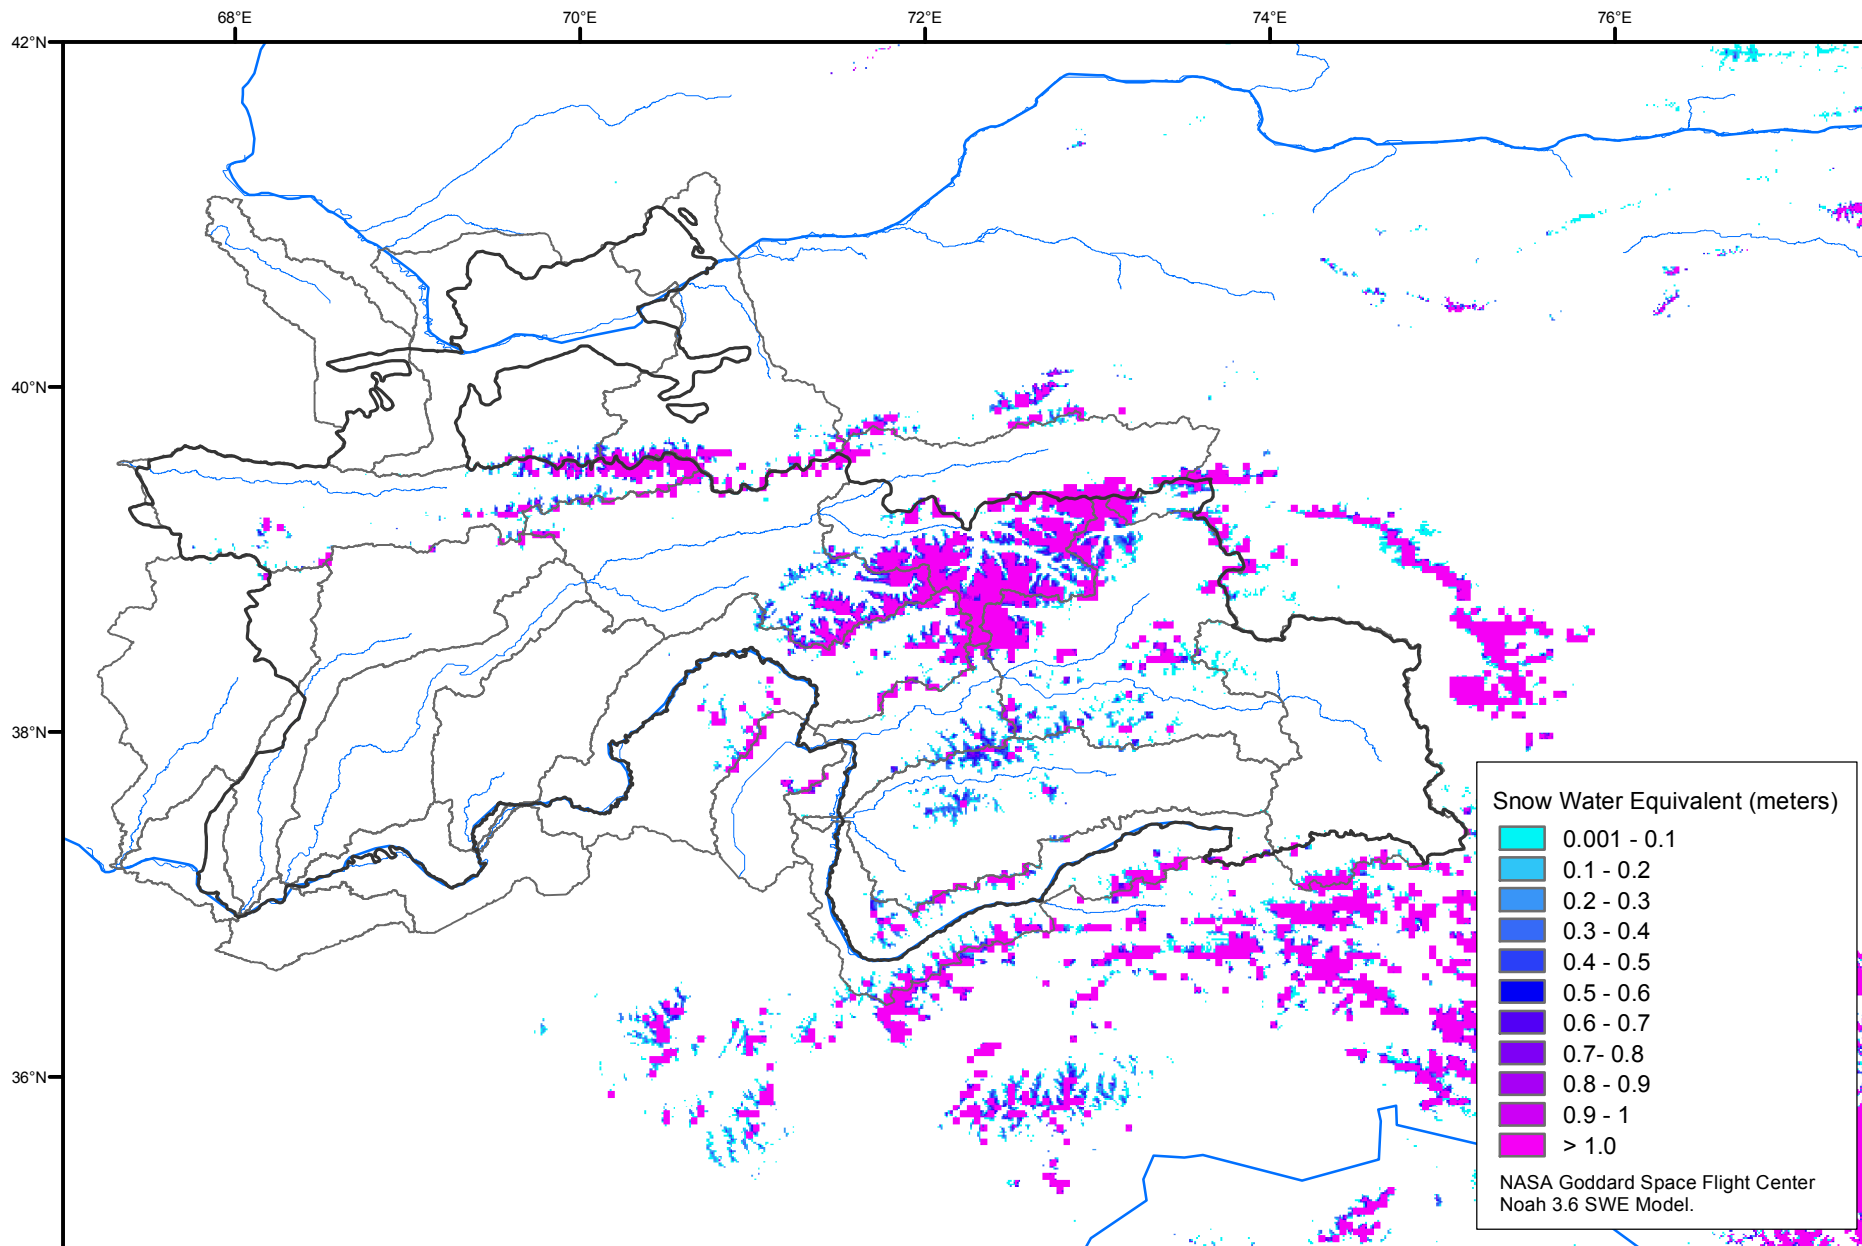 68°E 70°E 72°E 74°E 76°E
42°N
40°N
38°N
36°N
Snow Water Equivalent (meters)
0.001 - 0.1
0.1 - 0.2
0.2 - 0.3
0.3 - 0.4
0.4 - 0.5
0.5 - 0.6
0.6 - 0.7
0.7- 0.8
0.8 - 0.9
0.9 - 1
> 1.0
NASA Goddard Space Flight Center
Noah 3.6 SWE Model.